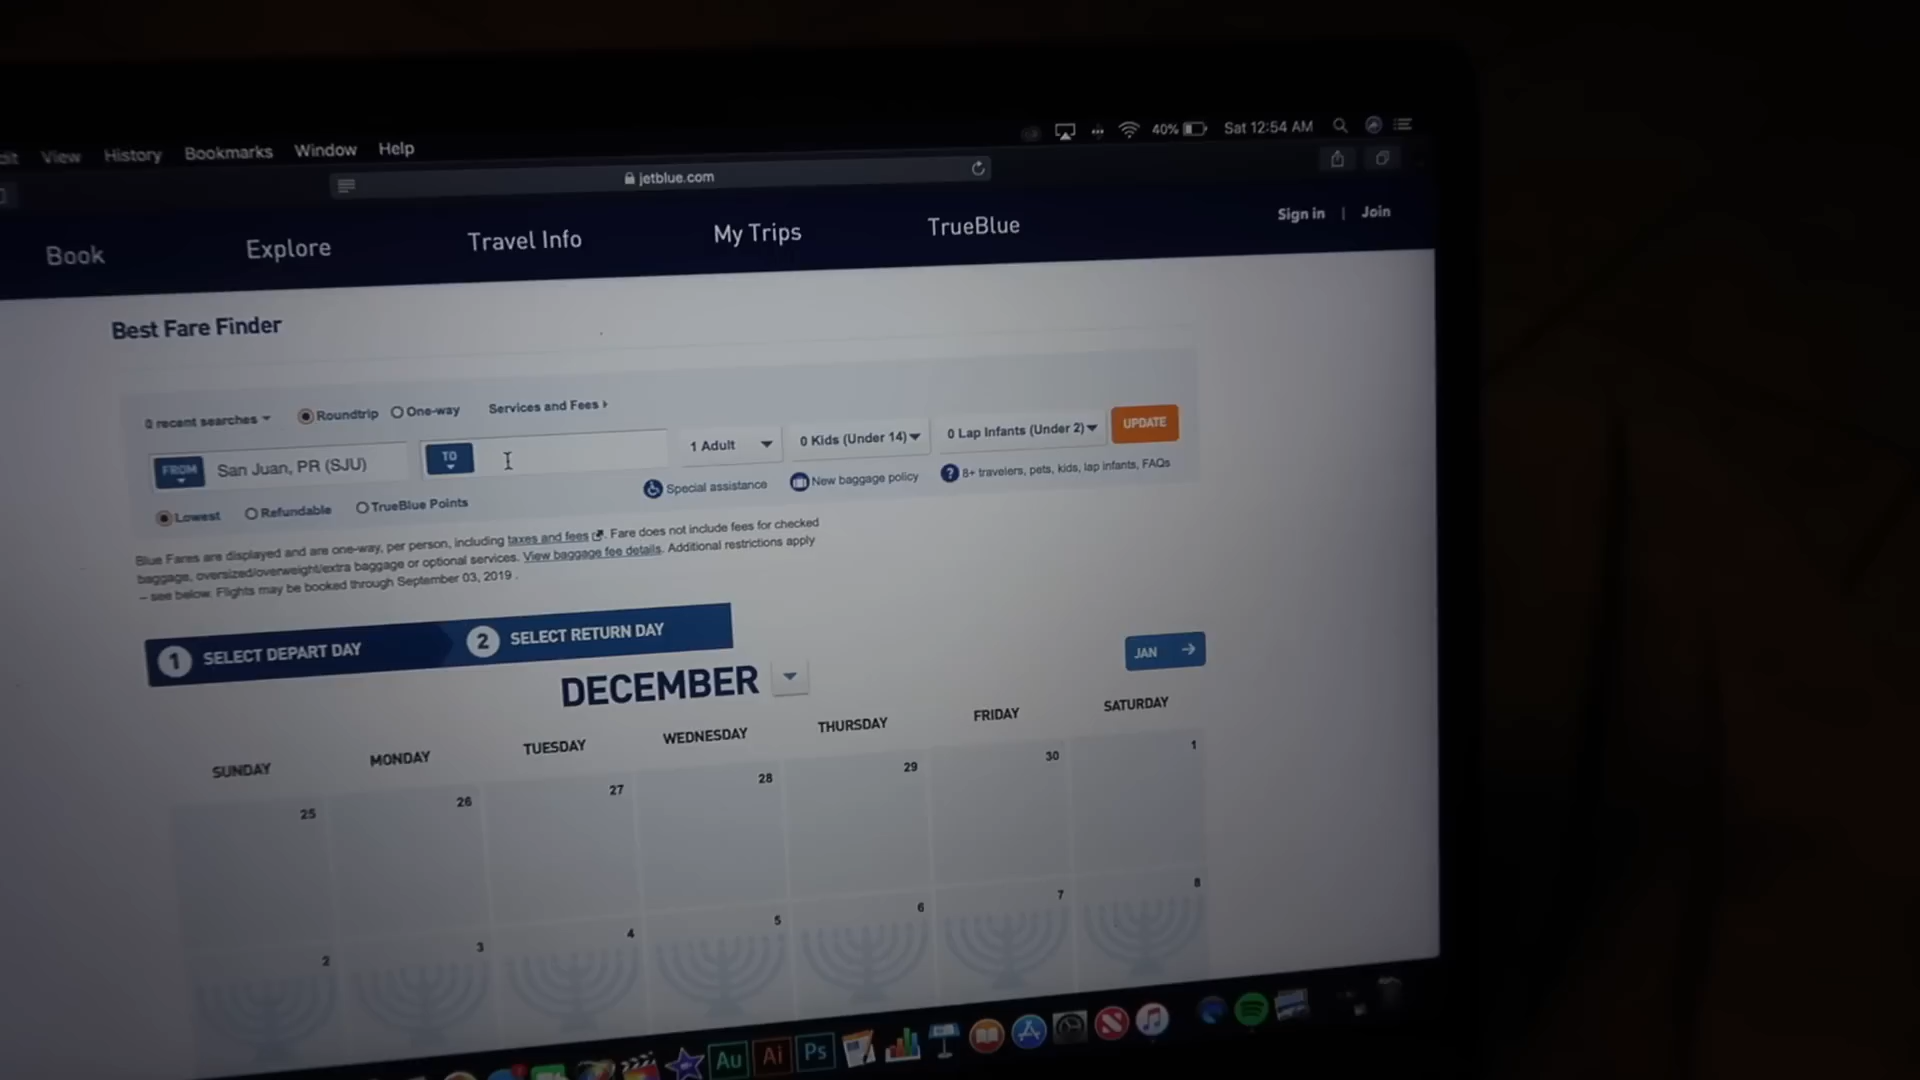 View History Bookmarks Window Help
40% Sat 12:54 AM
jetblue.com
Book Explore Travel Info My Trips TrueBlue
Sign in | Join
Best Fare Finder
0 recent searches Roundtrip One-way Services and Fees
FROM San Juan, PR (SJU) TO 1 Adult 0 Kids (Under 14) 0 Lap Infants (Under 2) UPDATE
Special assistance New baggage policy ? 8+ travelers, pets, kids, lap infants, FAQs
Lowest Refundable TrueBlue Points
Blue Fares are displayed and are one-way, per person, including taxes and fees. Fare does not include fees for checked
baggage, oversized/overweight/extra baggage or optional services. View baggage fee details. Additional restrictions apply
– see below. Flights may be booked through September 03, 2019 .
1 SELECT DEPART DAY 2 SELECT RETURN DAY
DECEMBER
JAN
SUNDAY MONDAY TUESDAY WEDNESDAY THURSDAY FRIDAY SATURDAY
25 26 27 28 29 30 1
2 3 4 5 6 7 8
Au Ai Ps